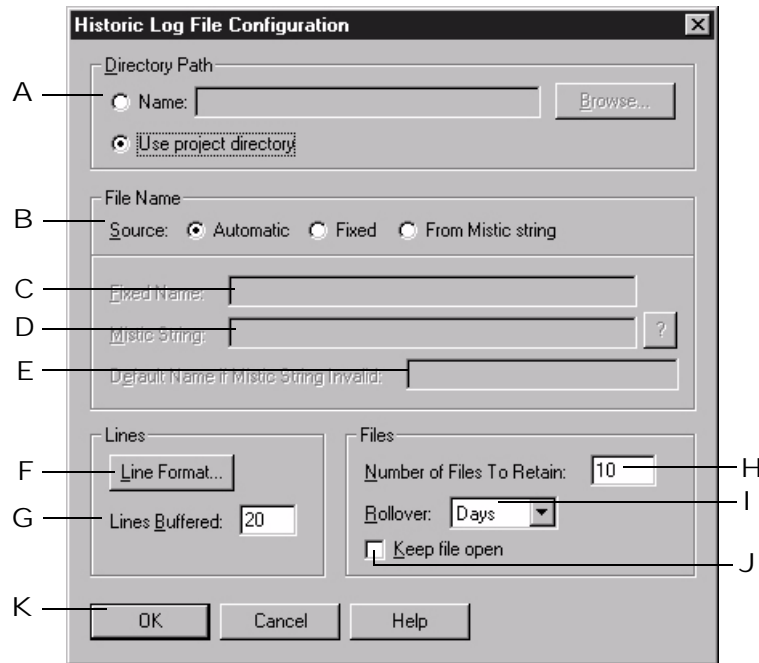 Historic Log File Configuration
Directory Path
A Name: Browse...
Use project directory
File Name
B Source: Automatic Fixed From Mistic string
C Fixed Name:
D Mistic String: ?
E Default Name if Mistic String Invalid:
Lines Files
F Line Format... Number of Files To Retain: 10 H
G Lines Buffered: 20 Rollover: Days I
Keep file open J
K OK Cancel Help